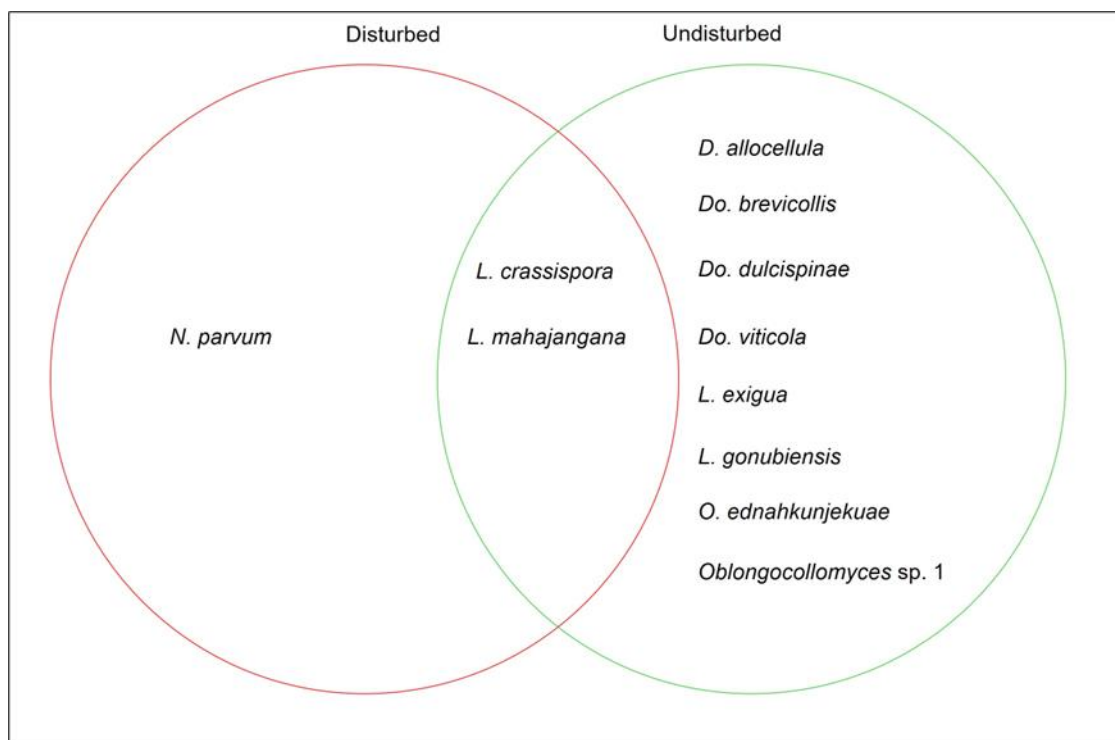 Disturbed
Undisturbed
N. parvum
L. crassispora
L. mahajangana
D. allocellula
Do. brevicollis
Do. dulcispinae
Do. viticola
L. exigua
L. gonubiensis
O. ednahkunjekuae
Oblongocollomyces sp. 1